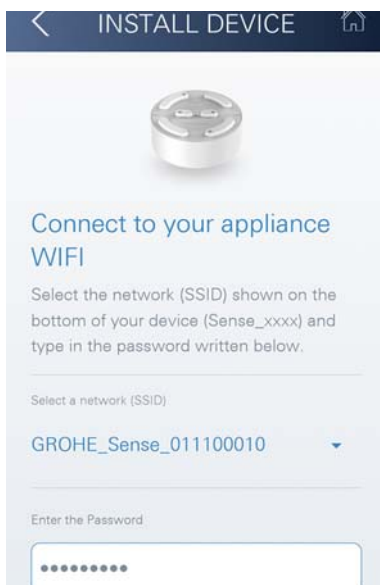 INSTALL DEVICE
Connect to your appliance
WIFI
Select the network (SSID) shown on the
bottom of your device (Sense_xxxx) and
type in the password written below.
Select a network (SSID)
GROHE_Sense_011100010
Enter the Password
•••••••••